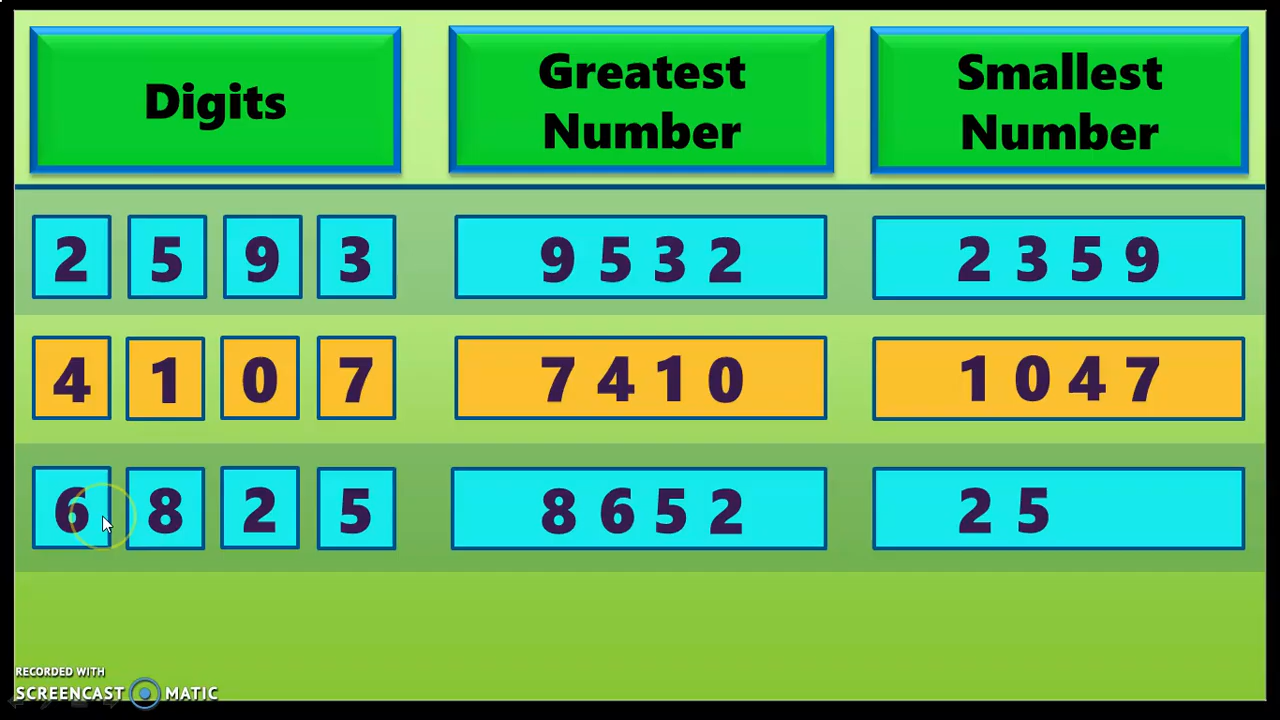 Digits
Greatest
Number
Smallest
Number
2 5 9 3 9 5 3 2 2 3 5 9
4 1 0 7 7 4 1 0 1 0 4 7
6 8 2 5 8 6 5 2 2 5
RECORDED WITH
SCREENCAST MATIC